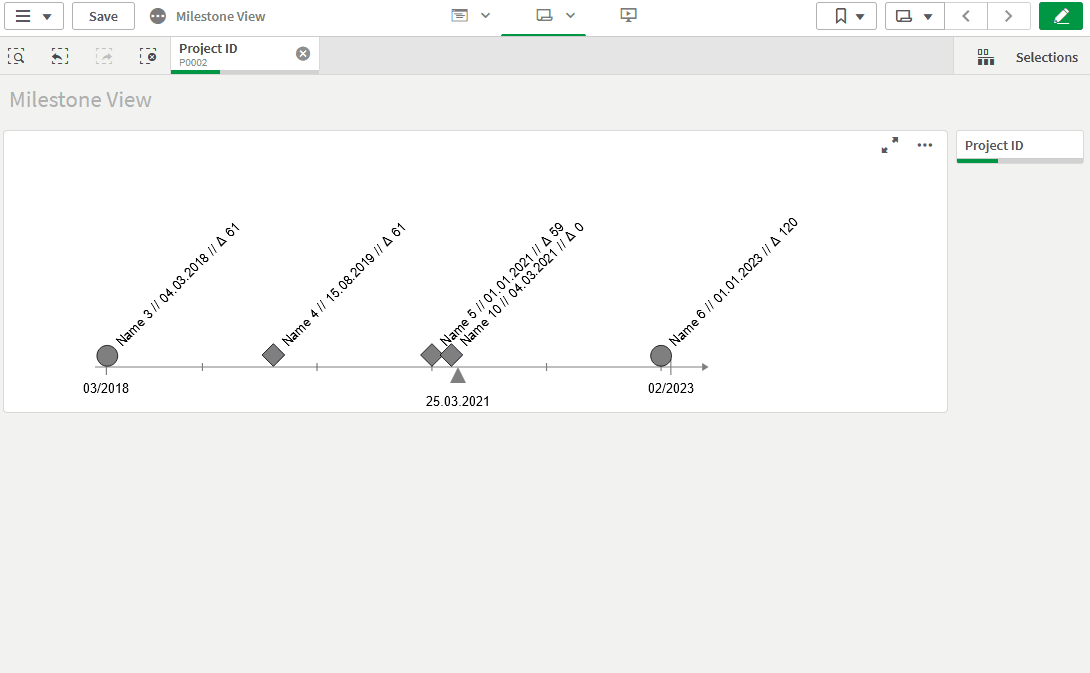 Save
Milestone View
Project ID
P0002
Selections
Milestone View
Project ID
Name 3 // 04.03.2018 // Δ 61
Name 4 // 15.08.2019 // Δ 61
Name 5 // 01.01.2021 // Δ 59
Name 10 // 04.03.2021 // Δ 0
Name 6 // 01.01.2023 // Δ 120
03/2018
25.03.2021
02/2023